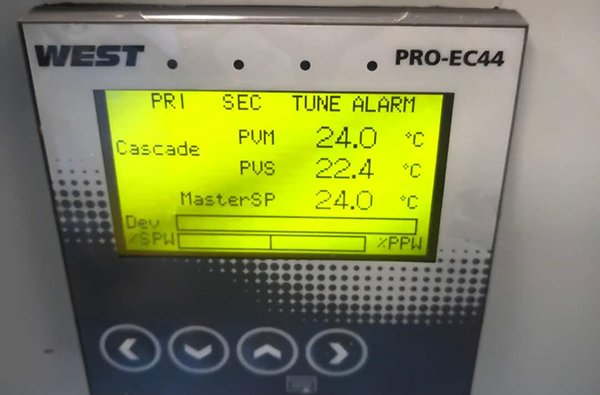 WEST PRO-EC44
PRI SEC TUNE ALARM
Cascade
PVM 24.0 °C
PVS 22.4 °C
MasterSP 24.0 °C
Dev
%SPW %PPW